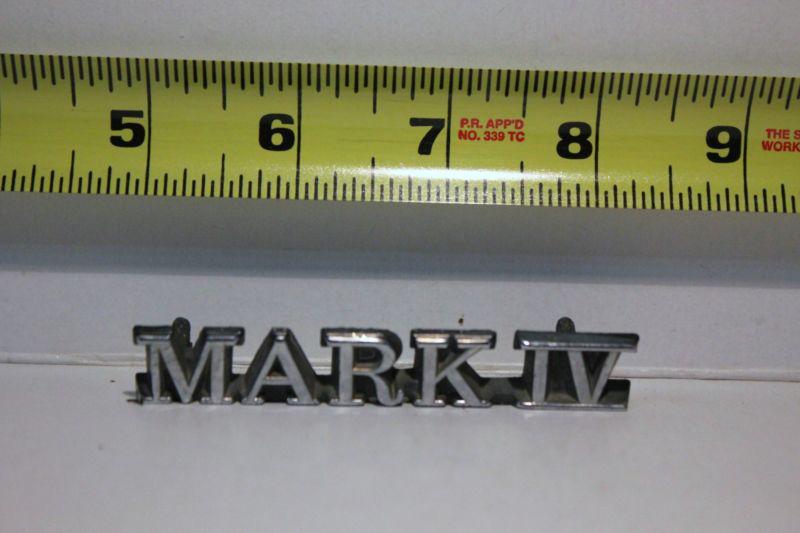 5 6 7 P.R. APP'D 8 9 THE S
NO. 339 TC WORK
MARK IV